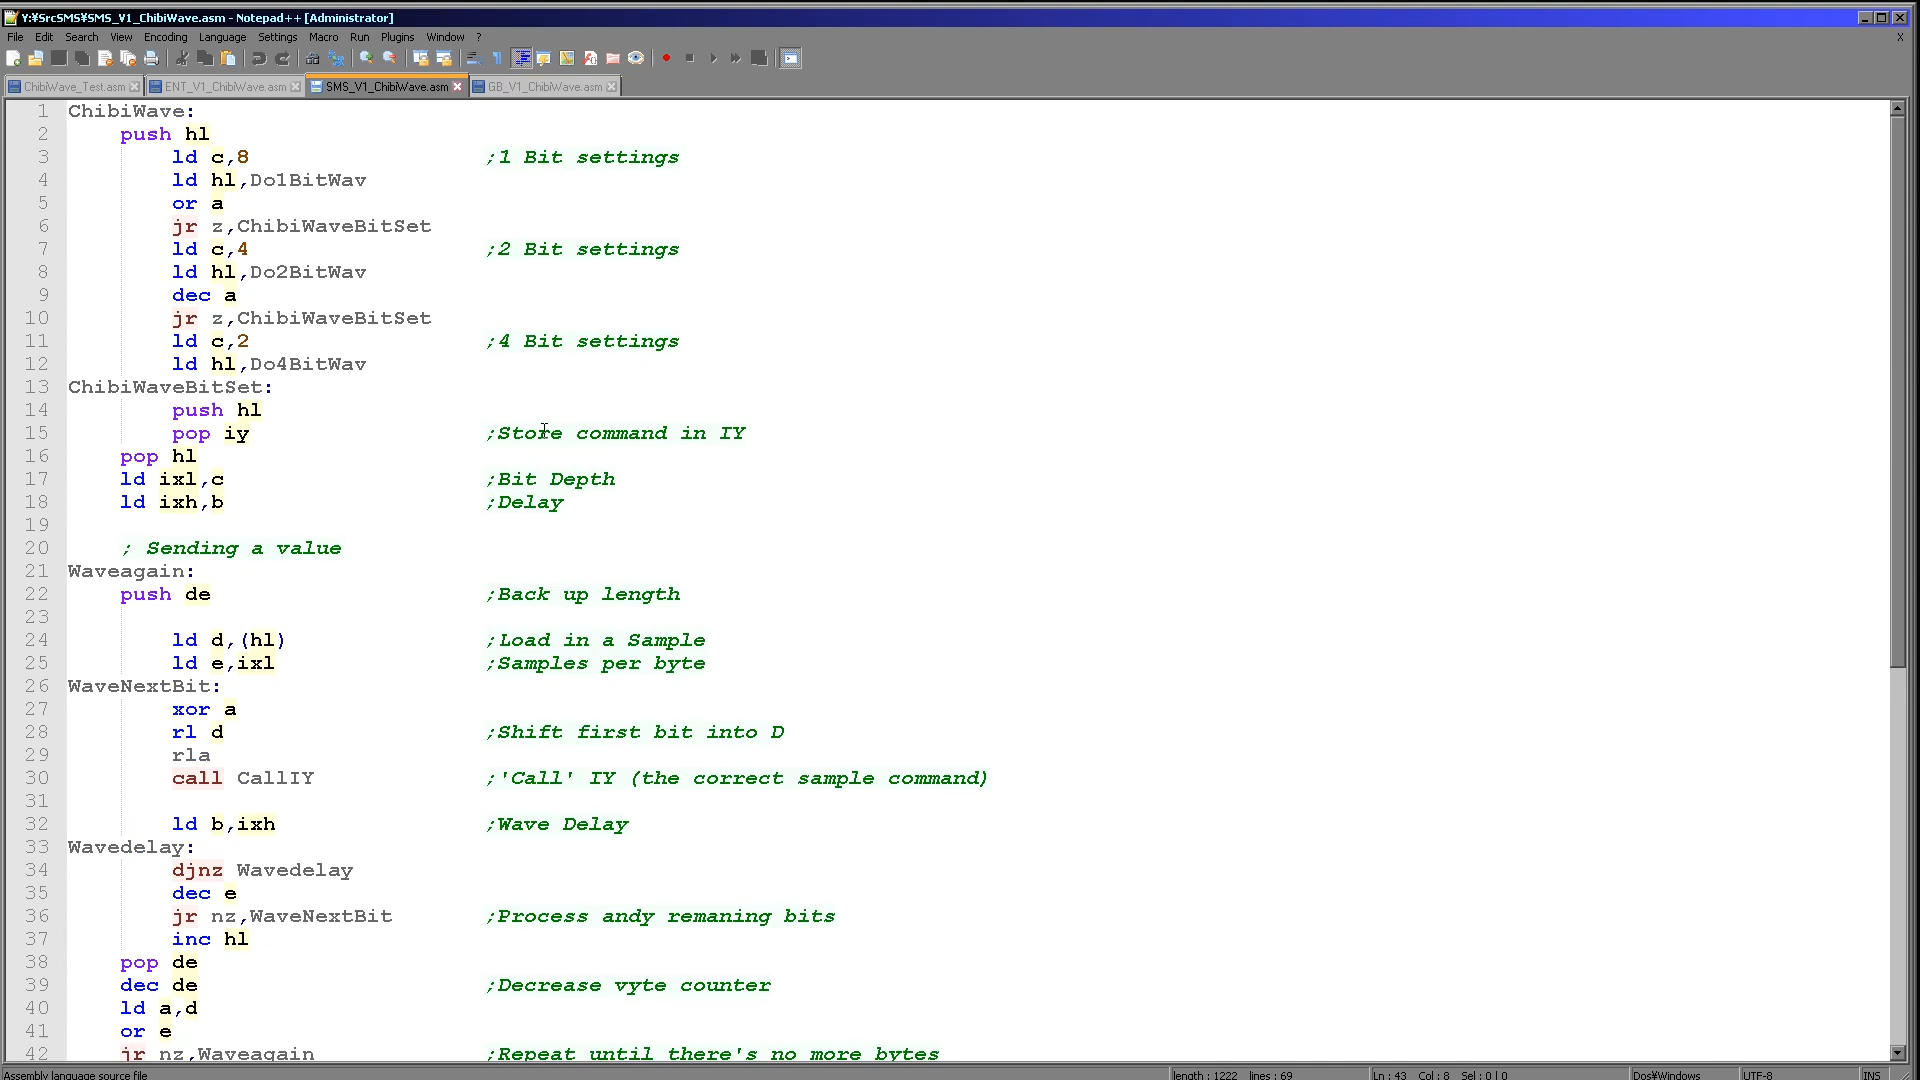 Y:¥SrcSMS¥SMS_V1_ChibiWave.asm - Notepad++ [Administrator]
File Edit Search View Encoding Language Settings Macro Run Plugins Window ? X
ChibiWave_Test.asm ENT_V1_ChibiWave.asm SMS_V1_ChibiWave.asm GB_V1_ChibiWave.asm
1 ChibiWave:
2 push hl
3 ld c,8 ;1 Bit settings
4 ld hl,Do1BitWav
5 or a
6 jr z,ChibiWaveBitSet
7 ld c,4 ;2 Bit settings
8 ld hl,Do2BitWav
9 dec a
10 jr z,ChibiWaveBitSet
11 ld c,2 ;4 Bit settings
12 ld hl,Do4BitWav
13 ChibiWaveBitSet:
14 push hl
15 pop iy ;Store command in IY
16 pop hl
17 ld ixl,c ;Bit Depth
18 ld ixh,b ;Delay
19
20 ; Sending a value
21 Waveagain:
22 push de ;Back up length
23
24 ld d,(hl) ;Load in a Sample
25 ld e,ixl ;Samples per byte
26 WaveNextBit:
27 xor a
28 rl d ;Shift first bit into D
29 rla
30 call CallIY ;'Call' IY (the correct sample command)
31
32 ld b,ixh ;Wave Delay
33 Wavedelay:
34 djnz Wavedelay
35 dec e
36 jr nz,WaveNextBit ;Process andy remaning bits
37 inc hl
38 pop de
39 dec de ;Decrease vyte counter
40 ld a,d
41 or e
42 jr nz,Waveagain ;Repeat until there's no more bytes
Assembly language source file length : 1222 lines : 69 Ln : 43 Col : 8 Sel : 0 | 0 Dos¥Windows UTF-8 INS